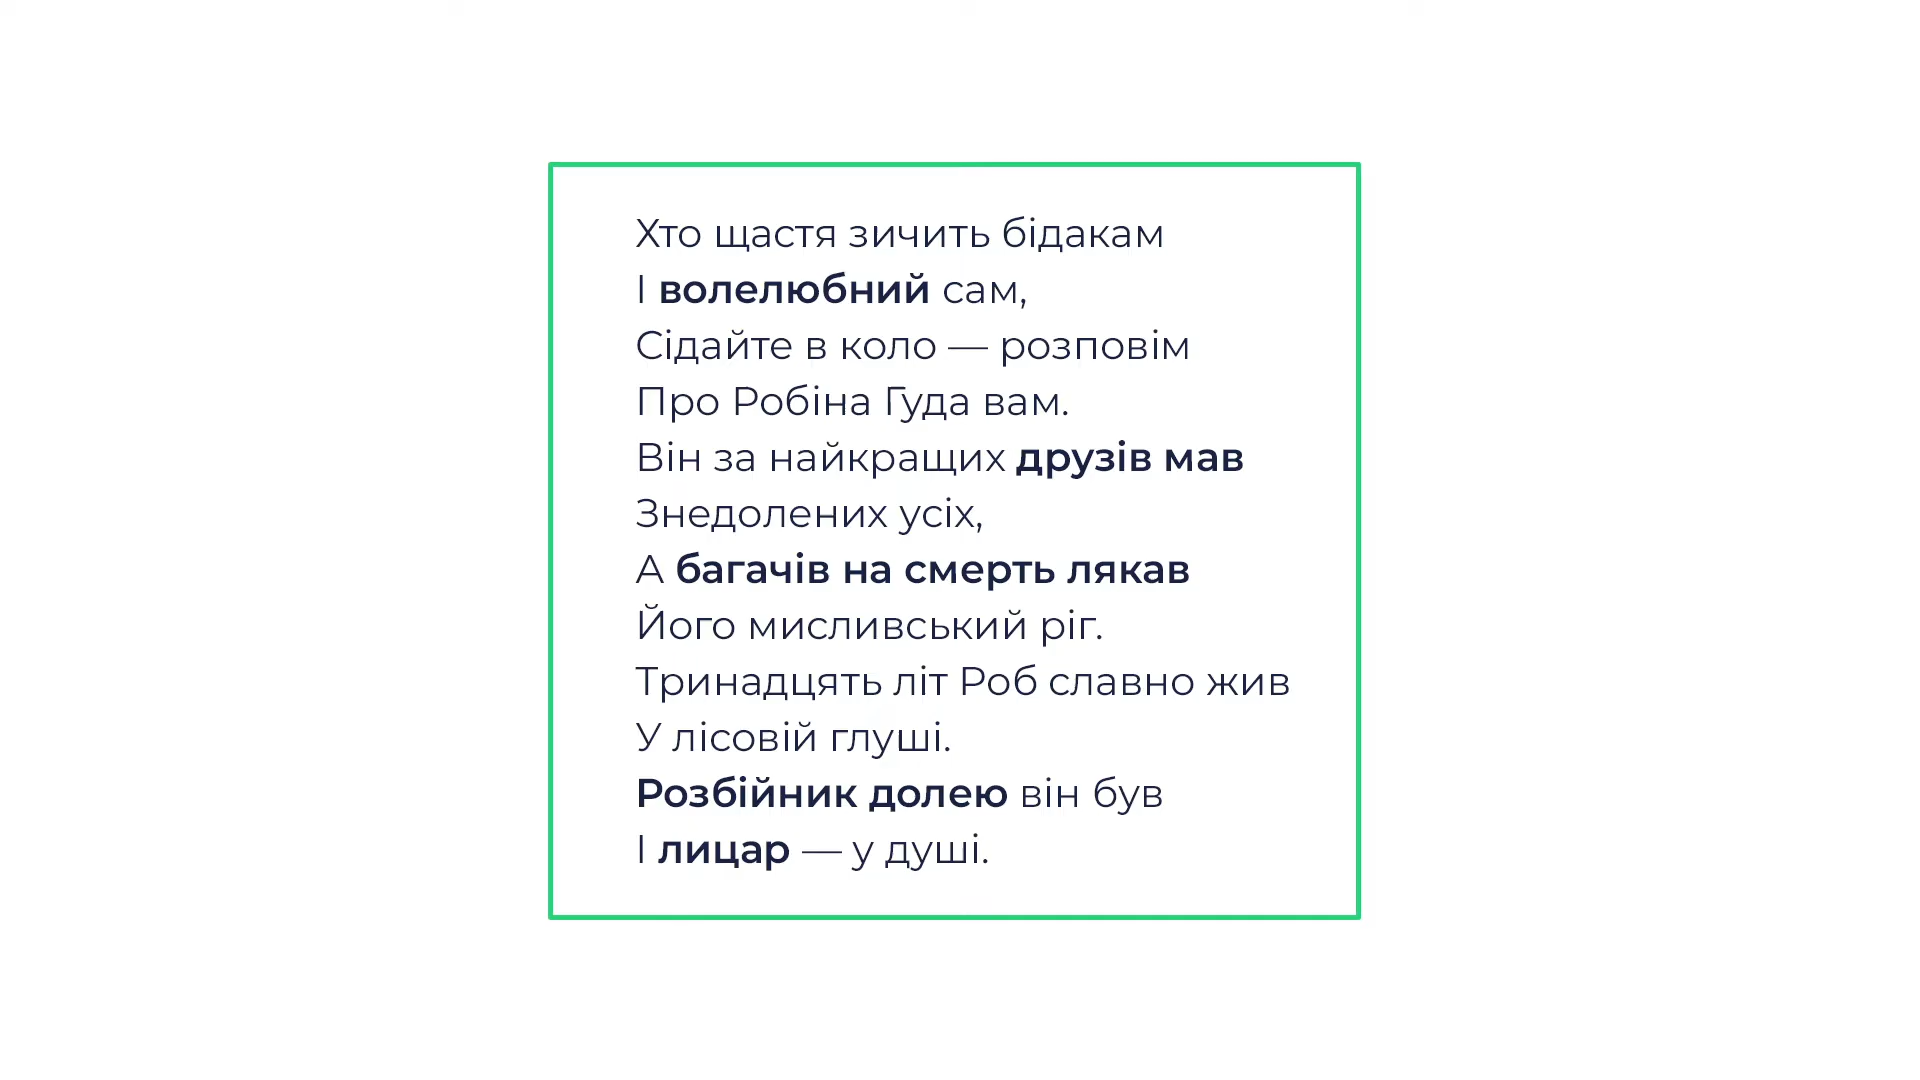 Хто щастя зичить бідакам
І волелюбний сам,
Сідайте в коло — розповім
Про Робіна Гуда вам.
Він за найкращих друзів мав
Знедолених усіх,
А багачів на смерть лякав
Його мисливський ріг.
Тринадцять літ Роб славно жив
У лісовій глуші.
Розбійник долею він був
І лицар — у душі.